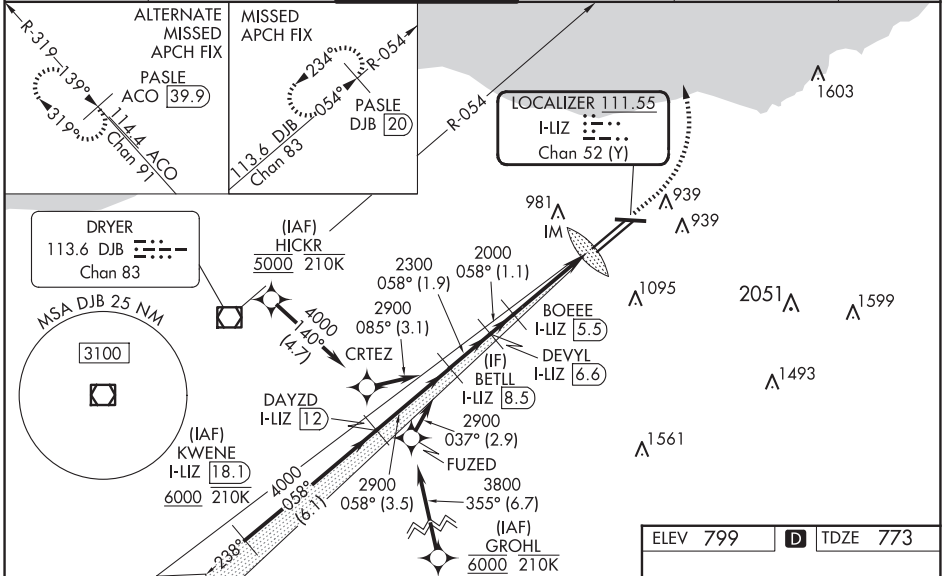 ALTERNATE
MISSED
APCH FIX
R-319
139°
319°
PASLE
ACO 39.9
114.4 ACO
Chan 91
MISSED
APCH FIX
234°
R-054
054°
PASLE
DJB 20
113.6 DJB
Chan 83
R-054
LOCALIZER 111.55
I-LIZ
Chan 52 (Y)
1603
939
939
981
IM
DRYER
113.6 DJB
Chan 83
(IAF)
HICKR
5000 210K
4000
140°
(4.7)
2300
058° (1.9)
2000
058° (1.1)
2900
085° (3.1)
CRTEZ
BOEEE
I-LIZ 5.5
DEVYL
I-LIZ 6.6
(IF)
BETLL
I-LIZ 8.5
1095
2051
1599
1493
1561
MSA DJB 25 NM
3100
DAYZD
I-LIZ 12
(IAF)
KWENE
I-LIZ 18.1
6000 210K
4000
058°
(6.1)
238°
2900
037° (2.9)
FUZED
2900
058° (3.5)
3800
355° (6.7)
(IAF)
GROHL
6000 210K
ELEV 799 D TDZE 773